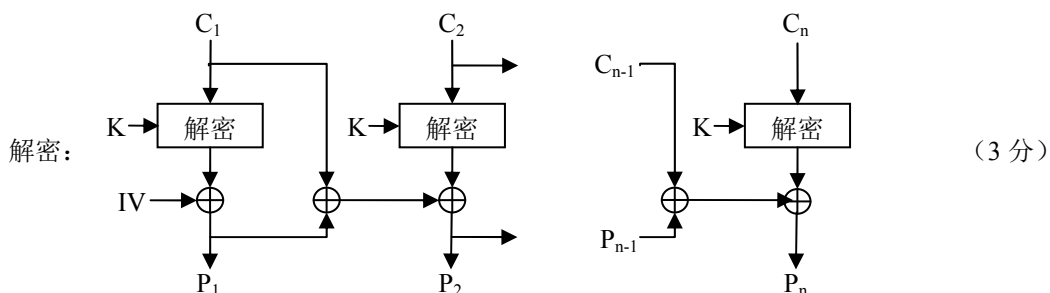 C1 C2 Cn
Cn-1
K 解密 K 解密 K 解密
解密： （3 分）
IV
Pn-1
P1 P2 Pn